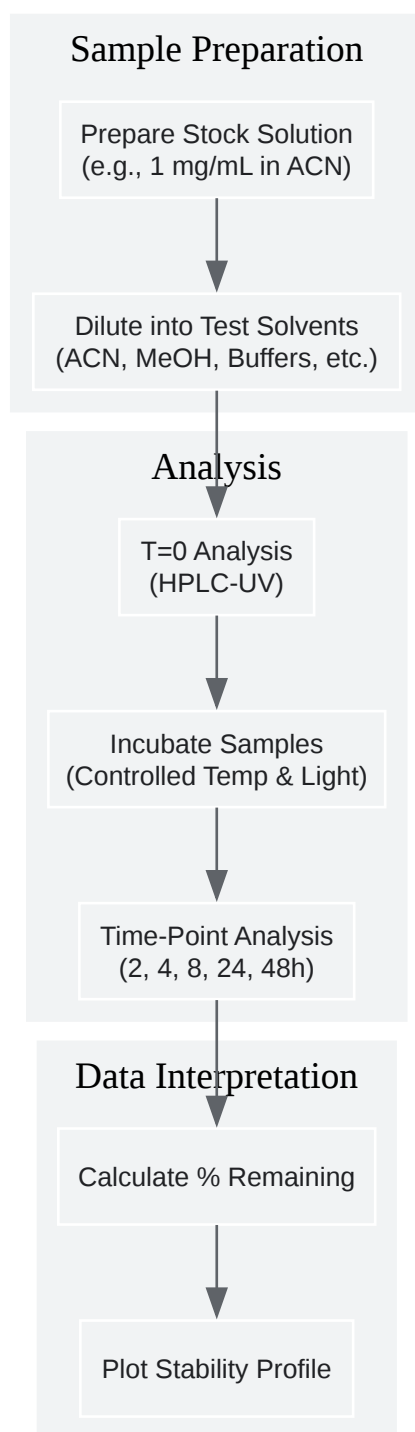 Sample Preparation
Prepare Stock Solution
(e.g., 1 mg/mL in ACN)
Dilute into Test Solvents
(ACN, MeOH, Buffers, etc.)
Analysis
T=0 Analysis
(HPLC-UV)
Incubate Samples
(Controlled Temp & Light)
Time-Point Analysis
(2, 4, 8, 24, 48h)
Data Interpretation
Calculate % Remaining
Plot Stability Profile